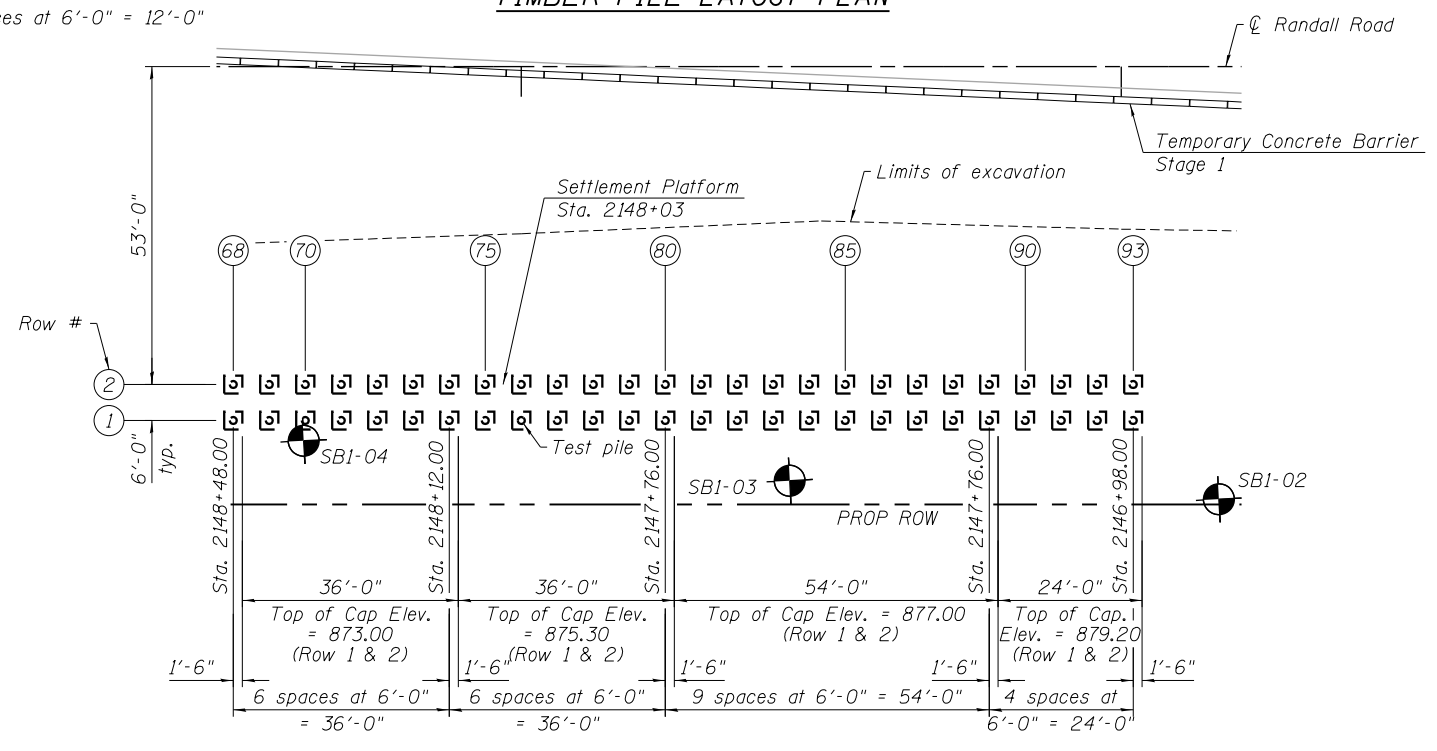 TIMBER PILE LAYOUT PLAN
ces at 6'-0" = 12'-0"
℄ Randall Road
Temporary Concrete Barrier
Stage 1
Limits of excavation
Settlement Platform
Sta. 2148+03
53'-0"
68
70
75
80
85
90
93
Row #
2
1
6'-0"
typ.
Test pile
SB1-04
SB1-03
SB1-02
PROP ROW
Sta. 2148+48.00
Sta. 2148+12.00
Sta. 2147+76.00
Sta. 2147+76.00
Sta. 2146+98.00
36'-0"
36'-0"
54'-0"
24'-0"
Top of Cap Elev.
= 873.00
(Row 1 & 2)
Top of Cap Elev.
= 875.30
(Row 1 & 2)
Top of Cap Elev. = 877.00
(Row 1 & 2)
Top of Cap.
Elev. = 879.20
(Row 1 & 2)
1'-6"
1'-6"
1'-6"
1'-6"
1'-6"
6 spaces at 6'-0"
= 36'-0"
6 spaces at 6'-0"
= 36'-0"
9 spaces at 6'-0" = 54'-0"
4 spaces at
6'-0" = 24'-0"